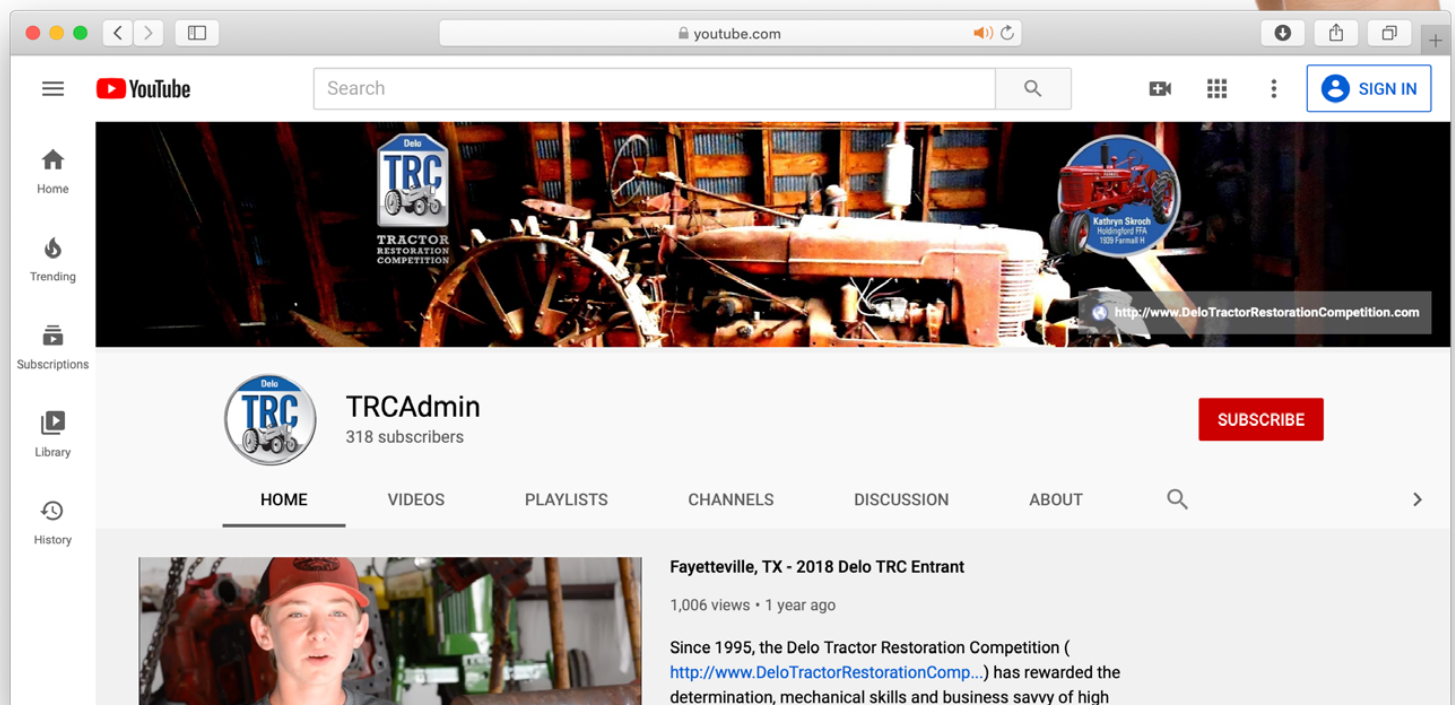 youtube.com
YouTube
Search
SIGN IN
Home
Trending
Subscriptions
Library
History
Delo
TRC
TRACTOR
RESTORATION
COMPETITION
Kathryn Skroch
Holdingford FFA
1939 Farmall H
http://www.DeloTractorRestorationCompetition.com
Delo
TRC
TRCAdmin
318 subscribers
SUBSCRIBE
HOME VIDEOS PLAYLISTS CHANNELS DISCUSSION ABOUT
Fayetteville, TX - 2018 Delo TRC Entrant
1,006 views • 1 year ago
Since 1995, the Delo Tractor Restoration Competition (
http://www.DeloTractorRestorationComp...) has rewarded the
determination, mechanical skills and business savvy of high